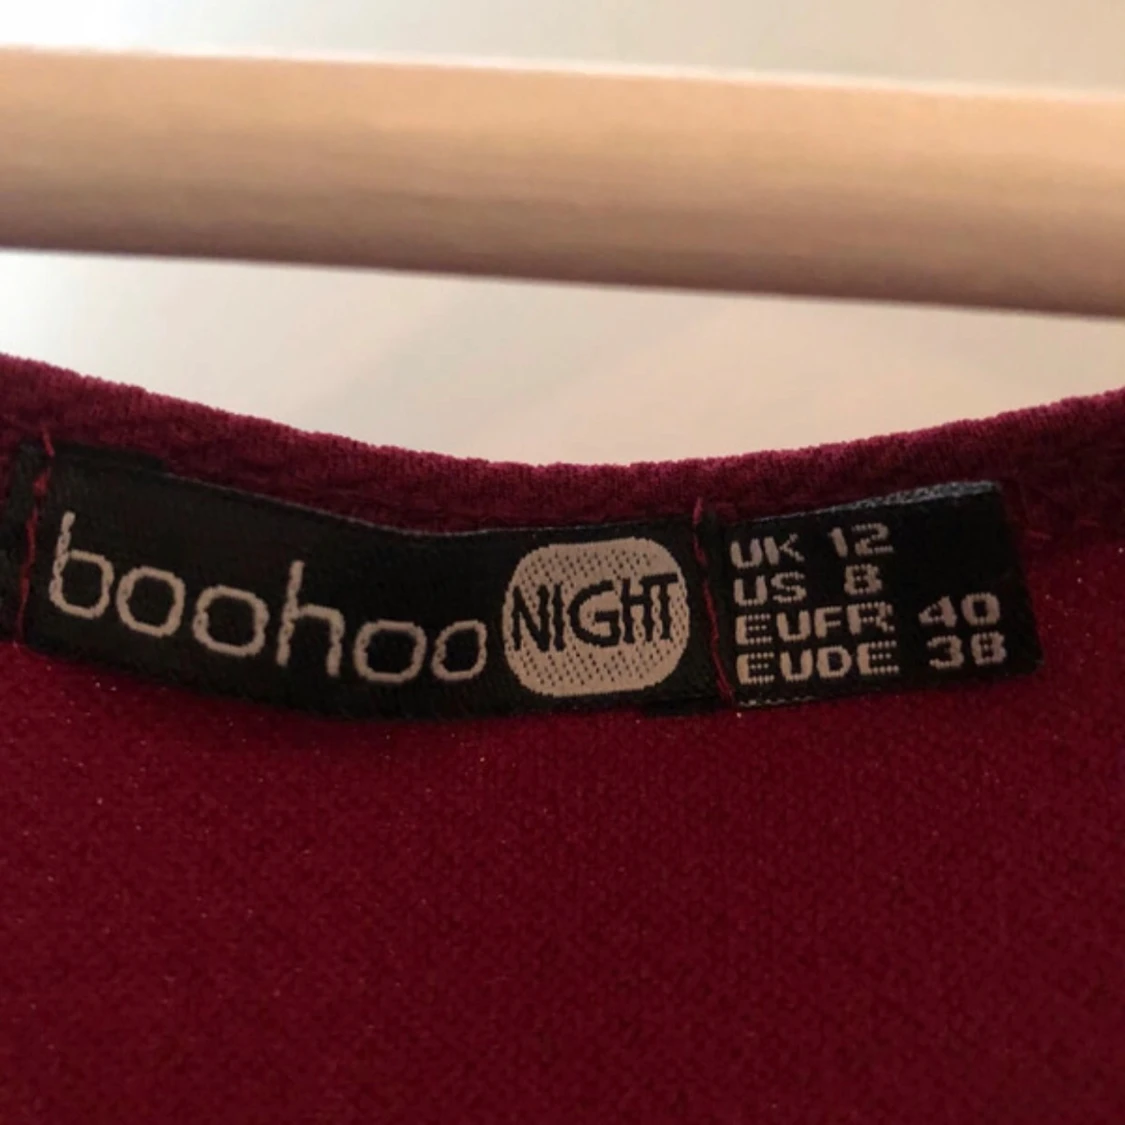 boohoo NIGHT
UK 12
US 8
EUFR 40
EUDE 38